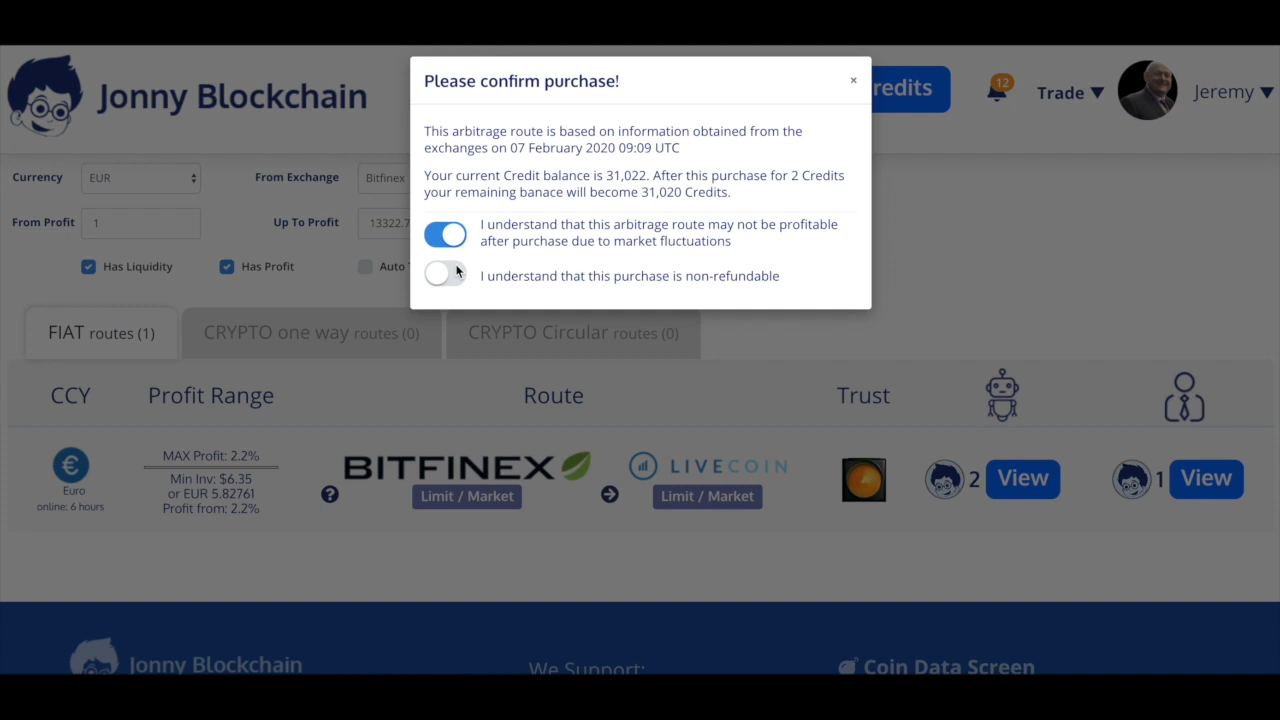 Jonny Blockchain
redits
12
Trade
Jeremy
Please confirm purchase!
×
This arbitrage route is based on information obtained from the
exchanges on 07 February 2020 09:09 UTC
Your current Credit balance is 31,022. After this purchase for 2 Credits
your remaining banace will become 31,020 Credits.
I understand that this arbitrage route may not be profitable
after purchase due to market fluctuations
I understand that this purchase is non-refundable
Currency
EUR
From Exchange
Bitfinex
From Profit
1
Up To Profit
13322.7
Has Liquidity
Has Profit
Auto
FIAT routes (1)
CRYPTO one way routes (0)
CRYPTO Circular routes (0)
CCY
Profit Range
Route
Trust
€
Euro
online: 6 hours
MAX Profit: 2.2%
Min Inv: $6.35
or EUR 5.82761
Profit from: 2.2%
?
BITFINEX
Limit / Market
LIVECOIN
Limit / Market
2
View
1
View
Jonny Blockchain
We Support:
Coin Data Screen